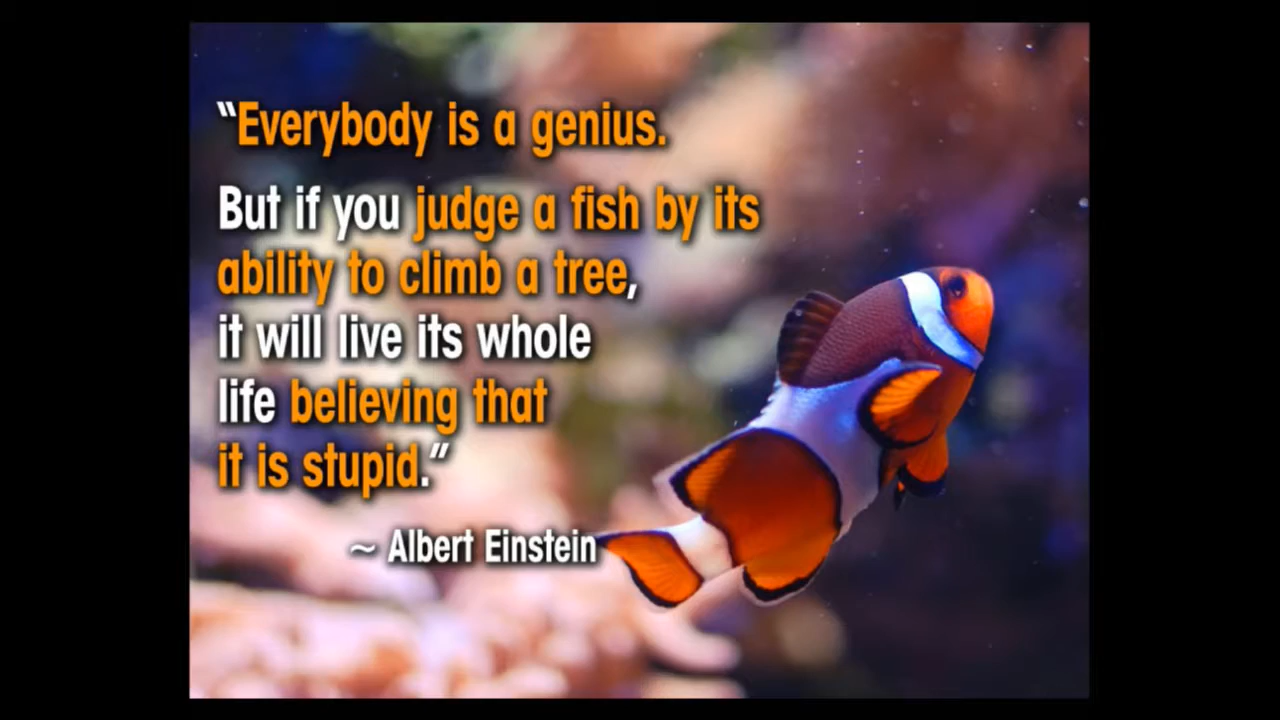 “Everybody is a genius.
But if you judge a fish by its
ability to climb a tree,
it will live its whole
life believing that
it is stupid.”
~ Albert Einstein